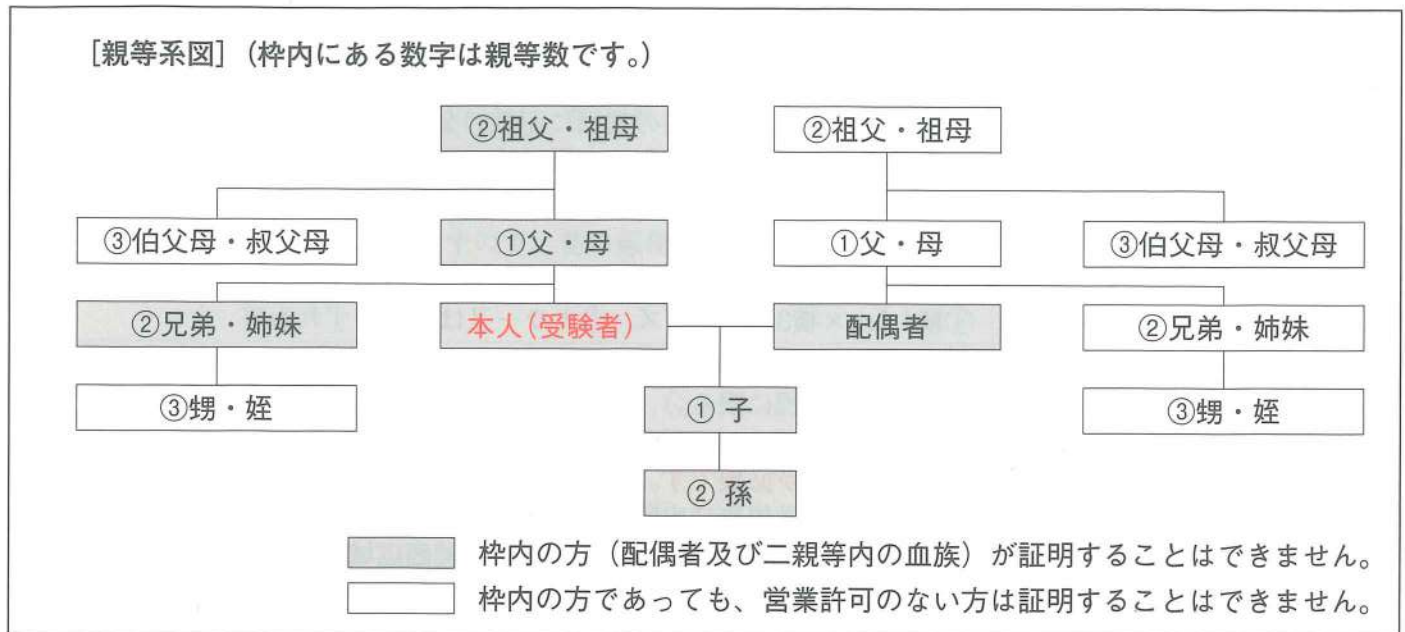 [親等系図](枠内にある数字は親等数です。)
②祖父・祖母 ②祖父・祖母
③伯父母・叔父母 ①父・母 ①父・母 ③伯父母・叔父母
②兄弟・姉妹 本人(受験者) 配偶者 ②兄弟・姉妹
③甥・姪 ①子 ③甥・姪
②孫
枠内の方(配偶者及び二親等内の血族)が証明することはできません。
枠内の方であっても、営業許可のない方は証明することはできません。